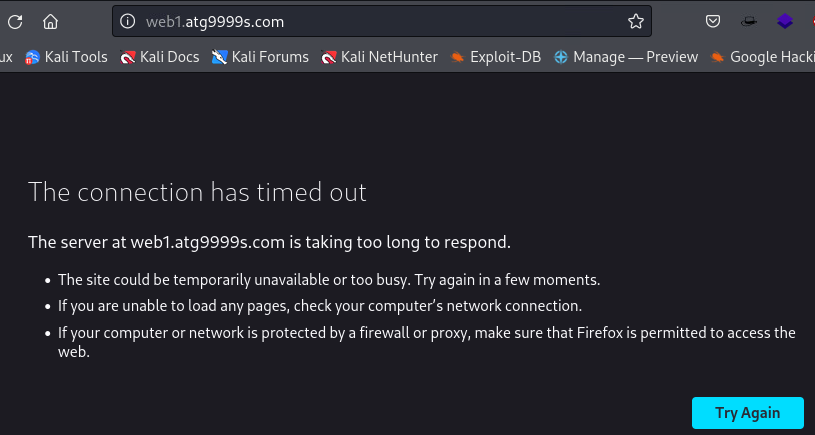 web1.atg9999s.com
ux Kali Tools Kali Docs Kali Forums Kali NetHunter Exploit-DB Manage — Preview Google Hacki
The connection has timed out
The server at web1.atg9999s.com is taking too long to respond.
• The site could be temporarily unavailable or too busy. Try again in a few moments.
• If you are unable to load any pages, check your computer’s network connection.
• If your computer or network is protected by a firewall or proxy, make sure that Firefox is permitted to access the
web.
Try Again